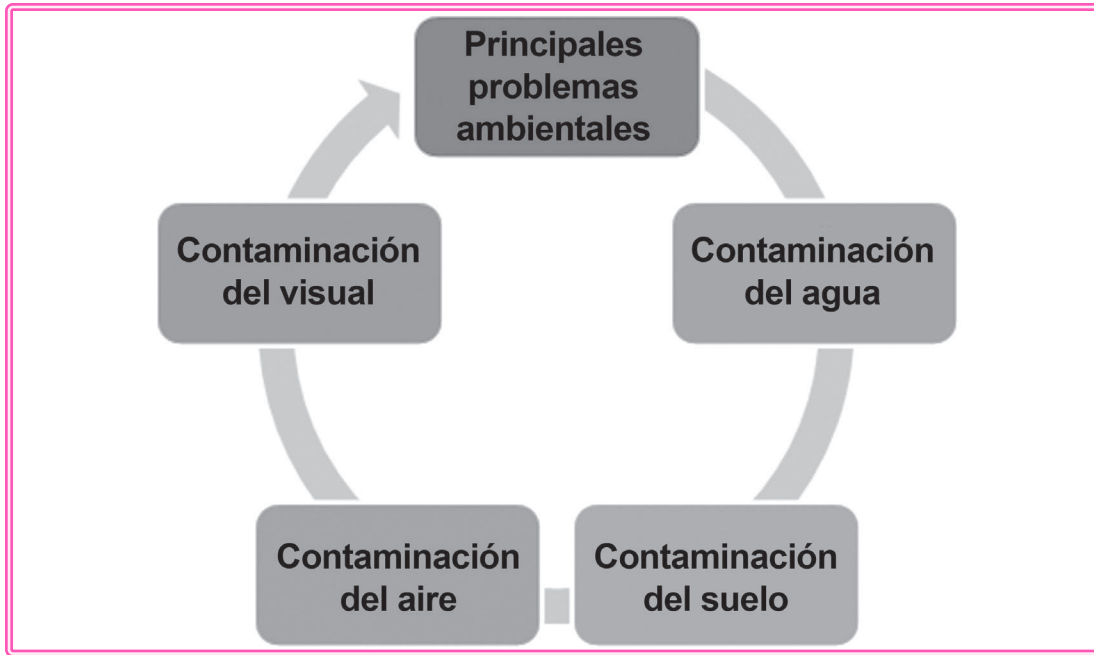 Principales
problemas
ambientales
Contaminación
del agua
Contaminación
del suelo
Contaminación
del aire
Contaminación
del visual